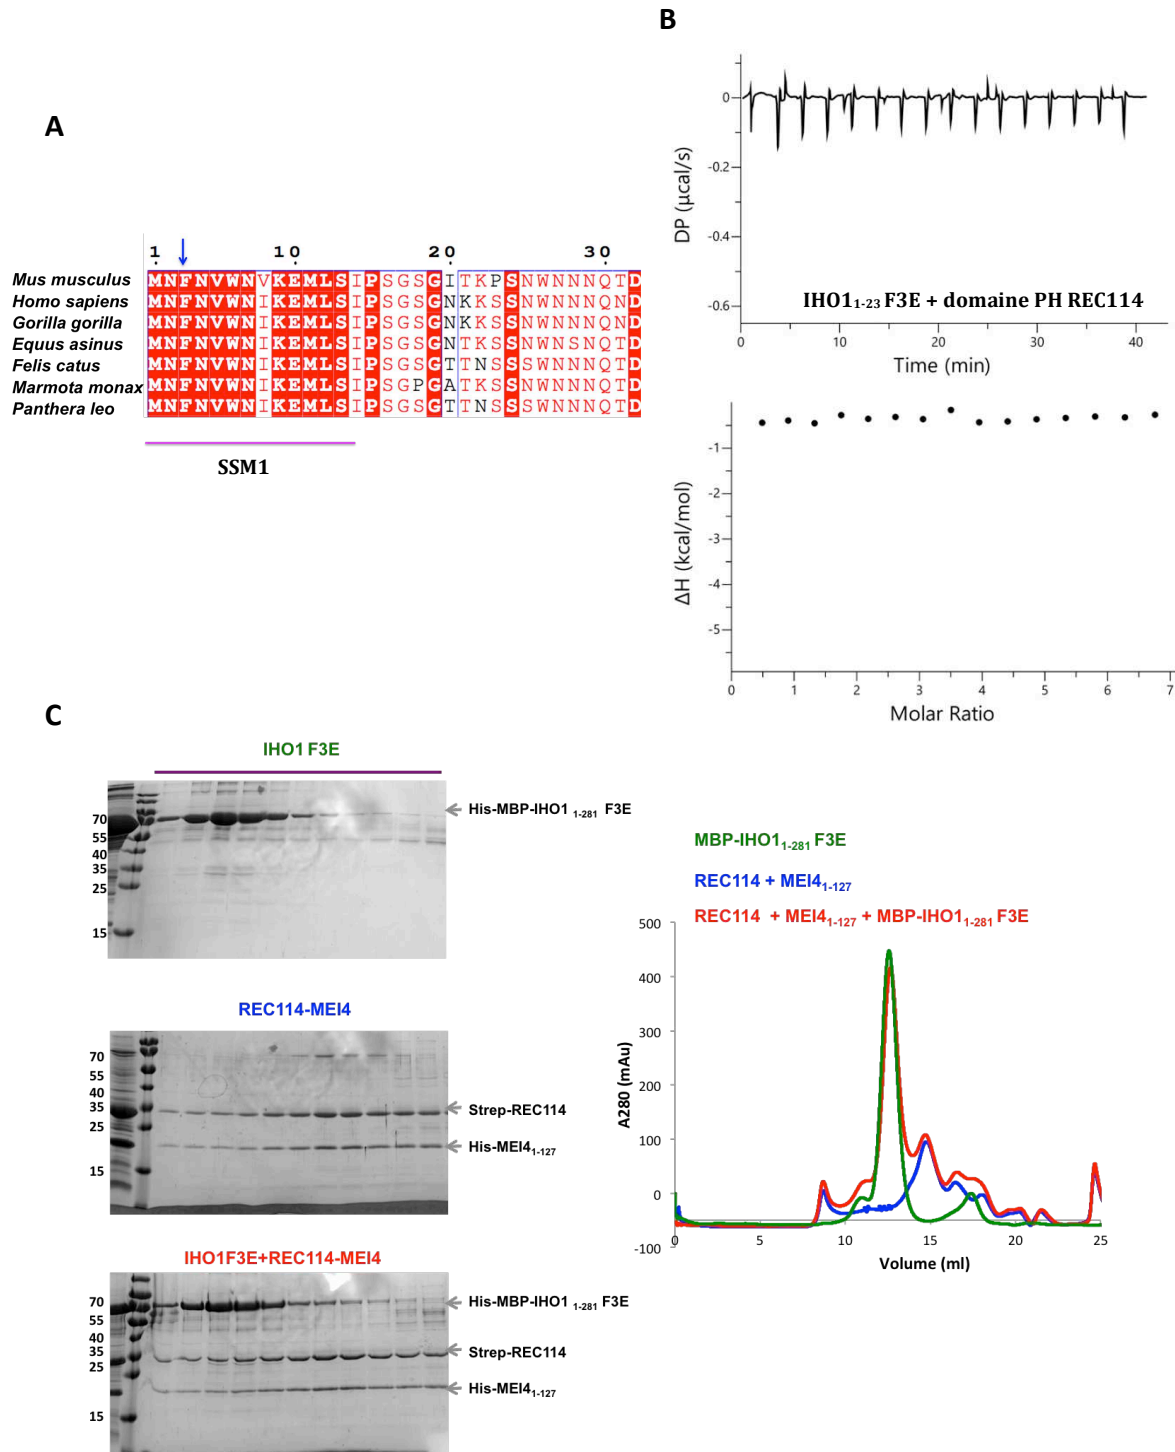 A
1 10 20 30
Mus musculus MNFNVWNVKEMLSIPSGSGITKPSNWNNNQTD
Homo sapiens MNFNVWNIKEMLSIPSGSGNKKSSNWNNNQND
Gorilla gorilla MNFNVWNIKEMLSIPSGSGNKKSSNWNNNQND
Equus asinus MNFNVWNIKEMLSIPSGSGNTKSSNWNSNQTD
Felis catus MNFNVWNIKEMLSIPSGSGTTNSSSWNNNQTD
Marmota monax MNFNVWNIKEMLSIPSGPGATKSSNWNNNQTD
Panthera leo MNFNVWNIKEMLSIPSGSGTTNSSSWNNNQTD
SSM1
B
DP (µcal/s)
0
-0.2
-0.4
-0.6
IHO1₁₋₂₃ F3E + domaine PH REC114
0 10 20 30 40
Time (min)
ΔH (kcal/mol)
-1
-2
-3
-4
-5
0 1 2 3 4 5 6 7
Molar Ratio
C
IHO1 F3E
70
55
40
35
25
15
His-MBP-IHO1 ₁₋₂₈₁ F3E
REC114-MEI4
70
55
40
35
25
15
Strep-REC114
His-MEI4₁₋₁₂₇
IHO1F3E+REC114-MEI4
70
55
40
35
25
15
His-MBP-IHO1 ₁₋₂₈₁ F3E
Strep-REC114
His-MEI4₁₋₁₂₇
MBP-IHO1₁₋₂₈₁ F3E
REC114 + MEI4₁₋₁₂₇
REC114 + MEI4₁₋₁₂₇ + MBP-IHO1₁₋₂₈₁ F3E
A280 (mAu)
500
400
300
200
100
0
-100
0 5 10 15 20 25
Volume (ml)